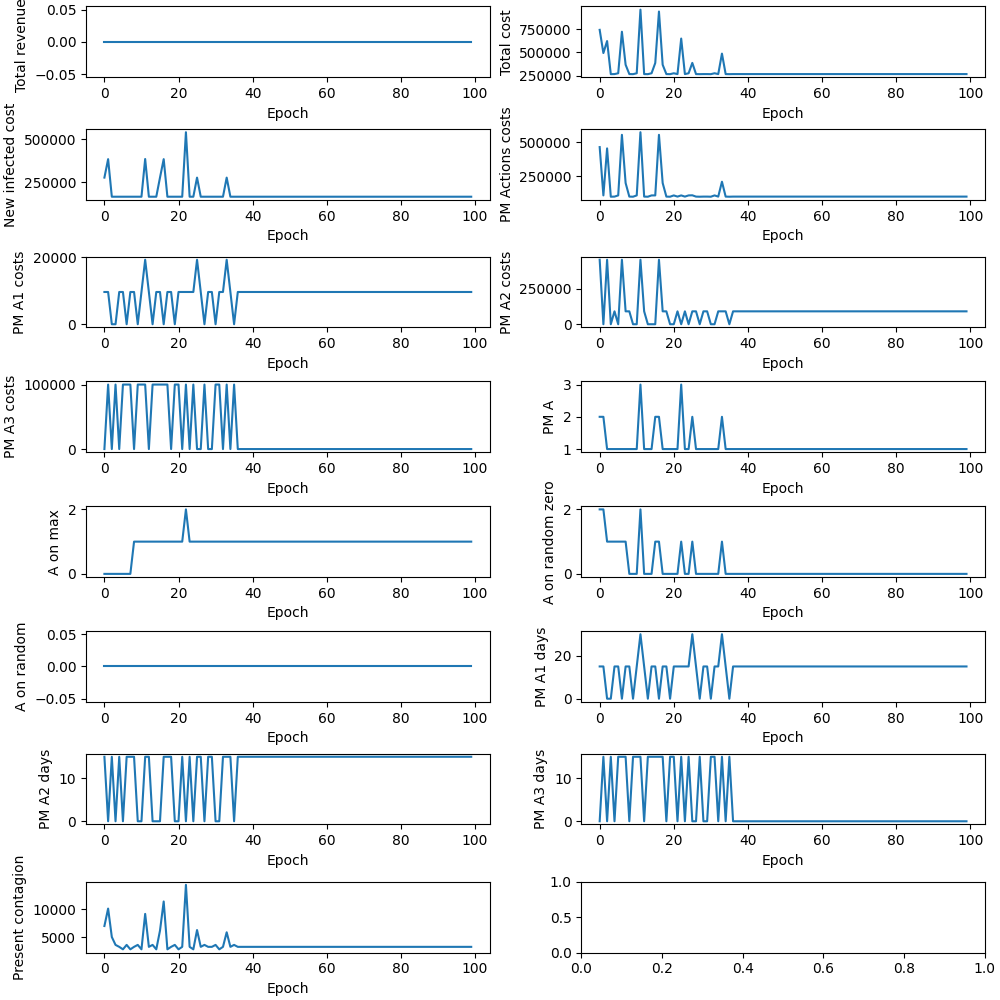 Total revenue
0.05
0.00
−0.05
0 20 40 60 80 100
Epoch
Total cost
750000
500000
250000
0 20 40 60 80 100
Epoch
New infected cost
500000
250000
0 20 40 60 80 100
Epoch
PM Actions costs
500000
250000
0 20 40 60 80 100
Epoch
PM A1 costs
20000
0
0 20 40 60 80 100
Epoch
PM A2 costs
250000
0
0 20 40 60 80 100
Epoch
PM A3 costs
100000
0
0 20 40 60 80 100
Epoch
PM A
3
2
1
0 20 40 60 80 100
Epoch
A on max
2
0
0 20 40 60 80 100
Epoch
A on random zero
2
0
0 20 40 60 80 100
Epoch
A on random
0.05
0.00
−0.05
0 20 40 60 80 100
Epoch
PM A1 days
20
0
0 20 40 60 80 100
Epoch
PM A2 days
10
0
0 20 40 60 80 100
Epoch
PM A3 days
10
0
0 20 40 60 80 100
Epoch
Present contagion
10000
5000
0 20 40 60 80 100
Epoch
1.0
0.5
0.0
0.0 0.2 0.4 0.6 0.8 1.0